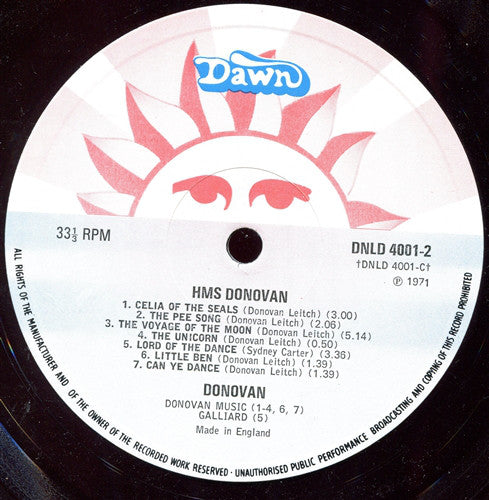 Dawn
33⅓ RPM
DNLD 4001-2
†DNLD 4001-C†
Ⓟ 1971
HMS DONOVAN
1. CELIA OF THE SEALS (Donovan Leitch) (3.00)
2. THE PEE SONG (Donovan Leitch) (2.06)
3. THE VOYAGE OF THE MOON (Donovan Leitch) (5.14)
4. THE UNICORN (Donovan Leitch) (0.50)
5. LORD OF THE DANCE (Sydney Carter) (3.36)
6. LITTLE BEN (Donovan Leitch) (1.39)
7. CAN YE DANCE (Donovan Leitch) (1.39)
DONOVAN
DONOVAN MUSIC (1-4, 6, 7)
GALLIARD (5)
Made in England
ALL RIGHTS OF THE MANUFACTURER AND OF THE OWNER OF THE RECORDED WORK RESERVED · UNAUTHORISED PUBLIC PERFORMANCE BROADCASTING AND COPYING OF THIS RECORD PROHIBITED